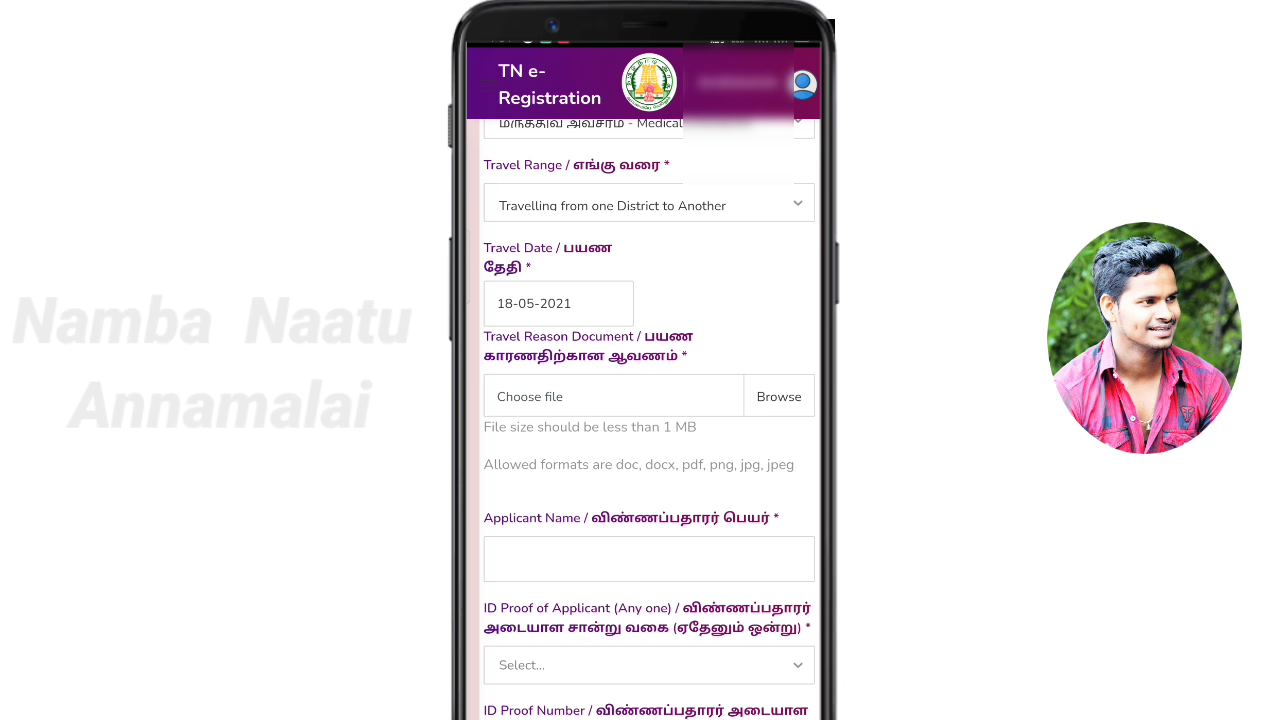 Namba Naatu
Annamalai
TN e-
Registration
மருத்துவ அவசரம் - Medical
Travel Range / எங்கு வரை *
Travelling from one District to Another
Travel Date / பயண
தேதி *
18-05-2021
Travel Reason Document / பயண
காரணதிற்கான ஆவணம் *
Choose file
Browse
File size should be less than 1 MB
Allowed formats are doc, docx, pdf, png, jpg, jpeg
Applicant Name / விண்ணப்பதாரர் பெயர் *
ID Proof of Applicant (Any one) / விண்ணப்பதாரர்
அடையாள சான்று வகை (ஏதேனும் ஒன்று) *
Select...
ID Proof Number / விண்ணப்பதாரர் அடையாள